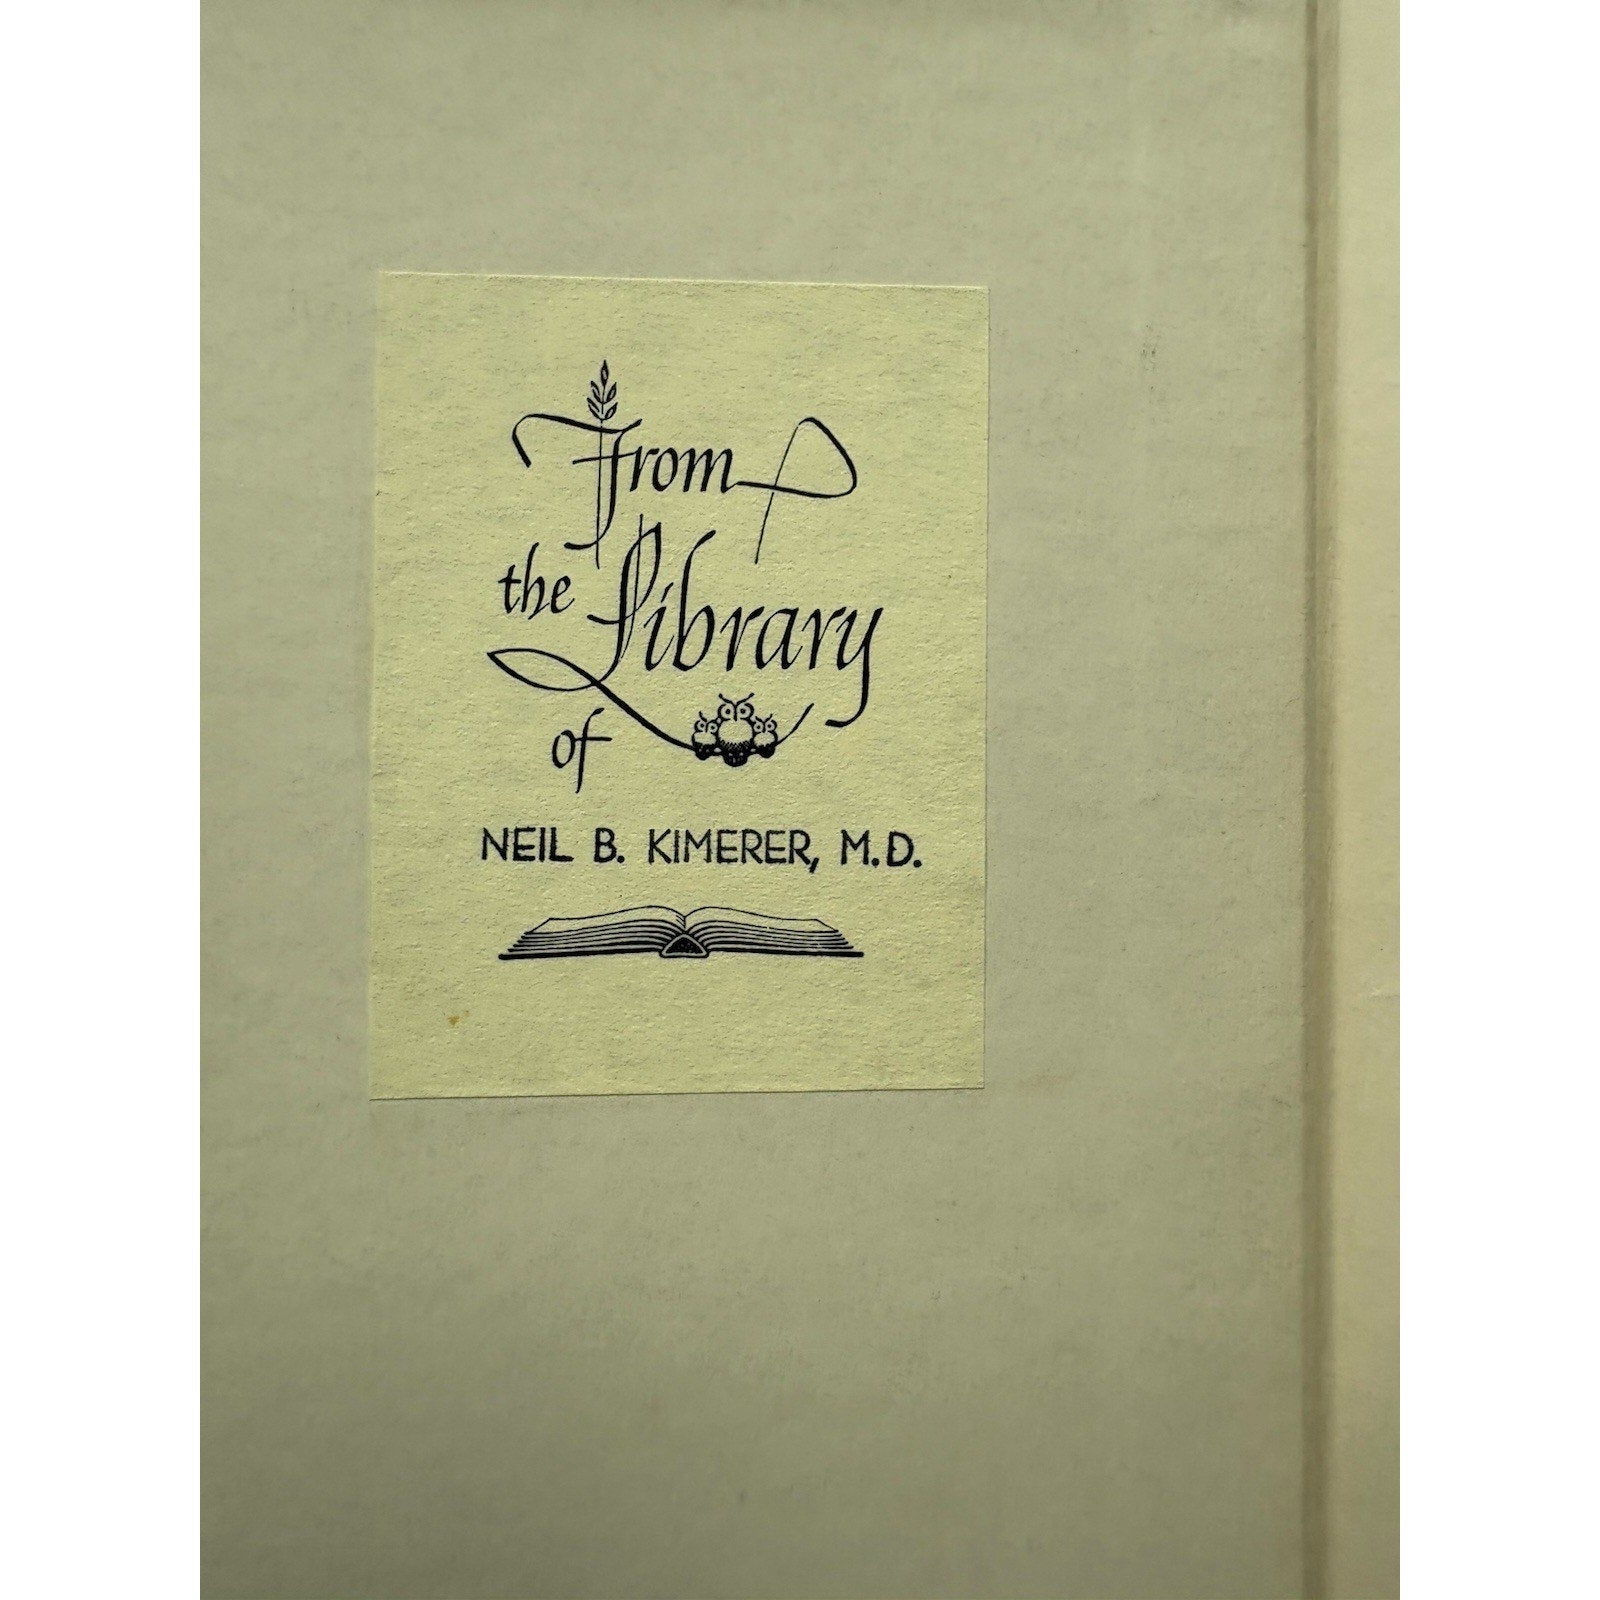 From
the Library
of
NEIL B. KIMERER, M.D.